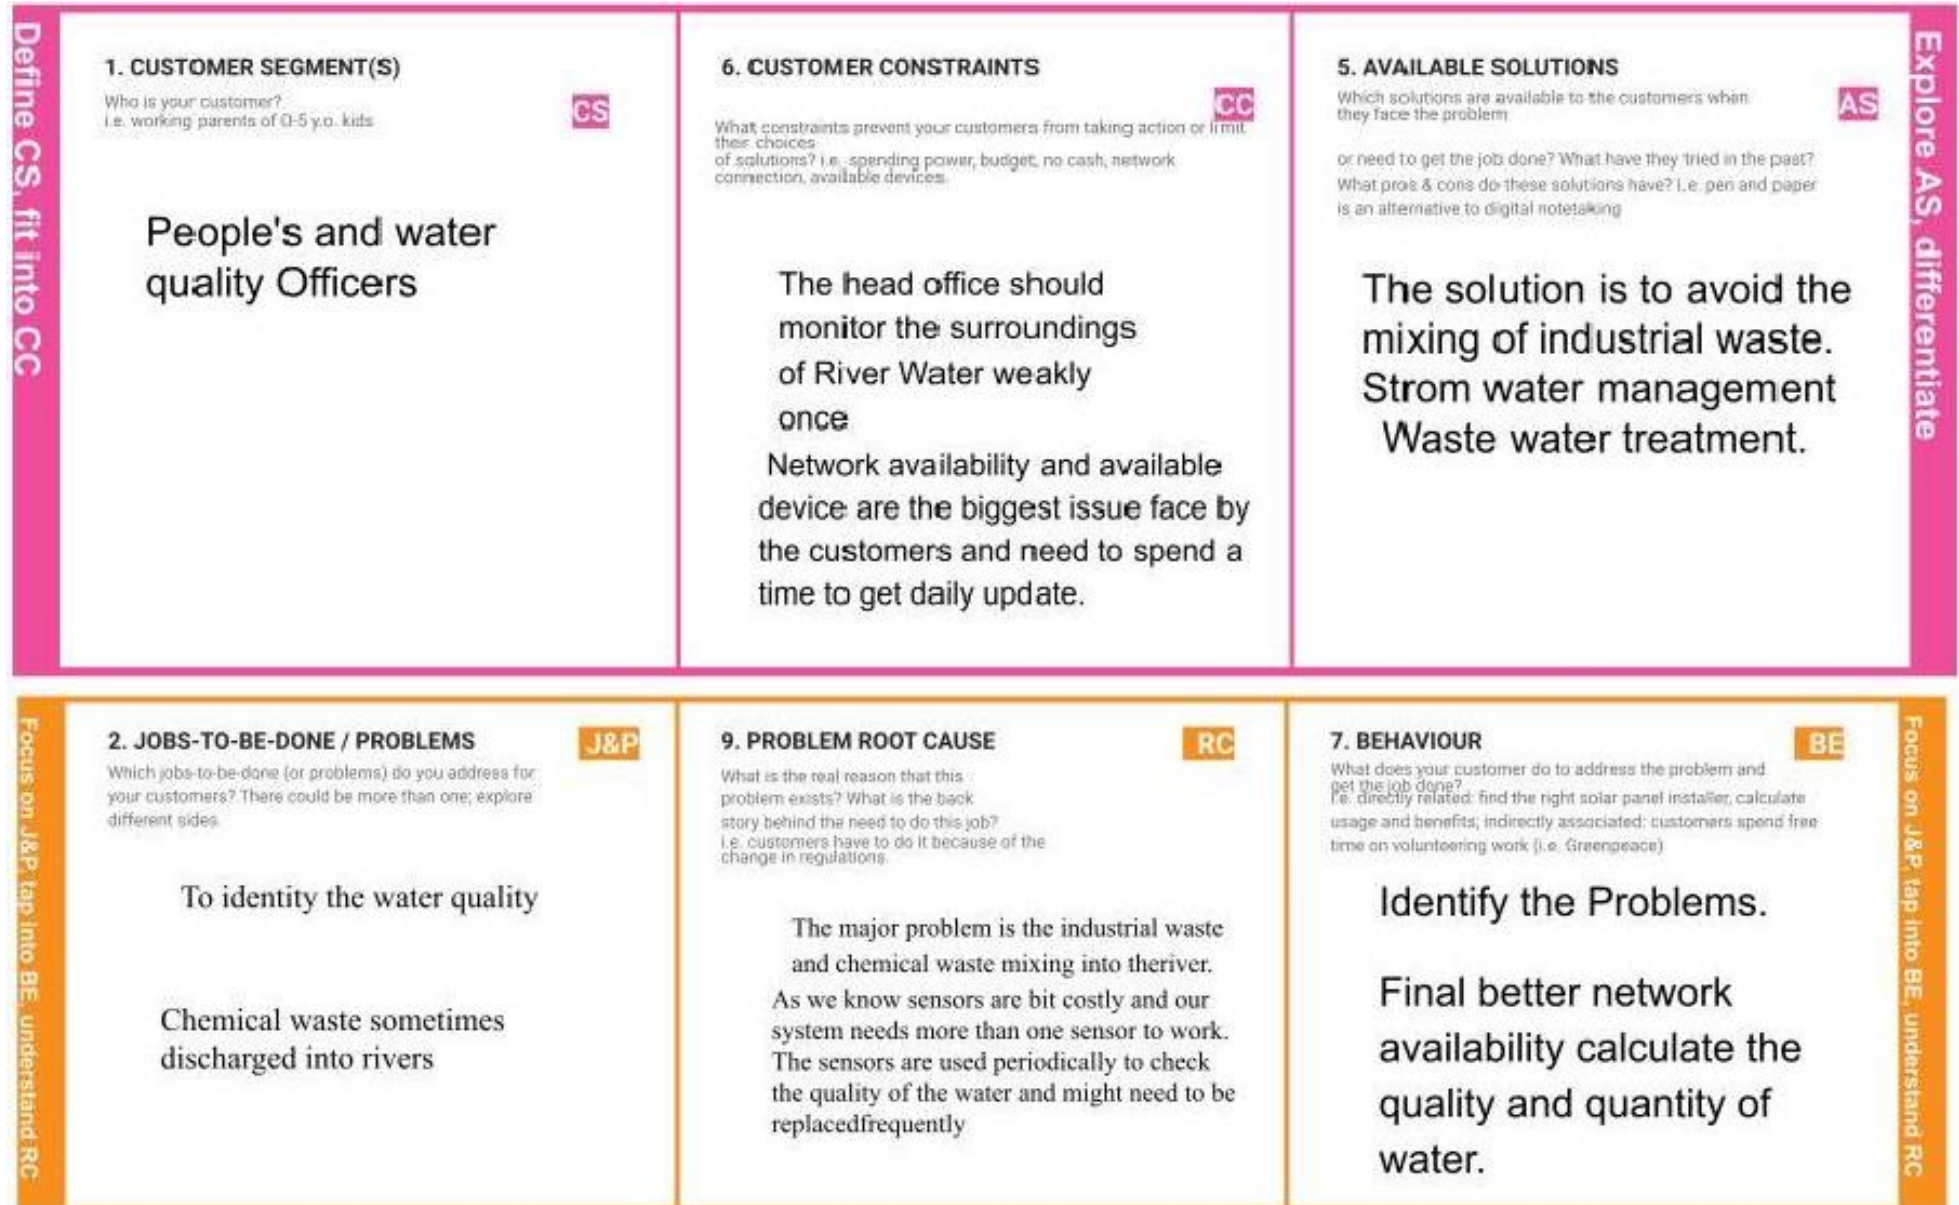 Define CS, fit into CC
1. CUSTOMER SEGMENT(S)
Who is your customer?
i.e. working parents of 0-5 y.o. kids
CS
People's and water
quality Officers
6. CUSTOMER CONSTRAINTS
CC
What constraints prevent your customers from taking action or limit
their choices
of solutions? i.e. spending power, budget, no cash, network
connection, available devices.
The head office should
monitor the surroundings
of River Water weakly
once
Network availability and available
device are the biggest issue face by
the customers and need to spend a
time to get daily update.
5. AVAILABLE SOLUTIONS
Which solutions are available to the customers when
they face the problem
AS
or need to get the job done? What have they tried in the past?
What pros & cons do these solutions have? i.e. pen and paper
is an alternative to digital notetaking
The solution is to avoid the
mixing of industrial waste.
Strom water management
Waste water treatment.
Explore AS, differentiate
Focus on J&P, tap into BE, understand RC
2. JOBS-TO-BE-DONE / PROBLEMS
J&P
Which jobs-to-be-done (or problems) do you address for
your customers? There could be more than one; explore
different sides.
To identity the water quality
Chemical waste sometimes
discharged into rivers
9. PROBLEM ROOT CAUSE
RC
What is the real reason that this
problem exists? What is the back
story behind the need to do this job?
i.e. customers have to do it because of the
change in regulations.
The major problem is the industrial waste
and chemical waste mixing into theriver.
As we know sensors are bit costly and our
system needs more than one sensor to work.
The sensors are used periodically to check
the quality of the water and might need to be
replacedfrequently
7. BEHAVIOUR
BE
What does your customer do to address the problem and
get the job done?
i.e. directly related: find the right solar panel installer, calculate
usage and benefits; indirectly associated: customers spend free
time on volunteering work (i.e. Greenpeace)
Identify the Problems.
Final better network
availability calculate the
quality and quantity of
water.
Focus on J&P, tap into BE, understand RC